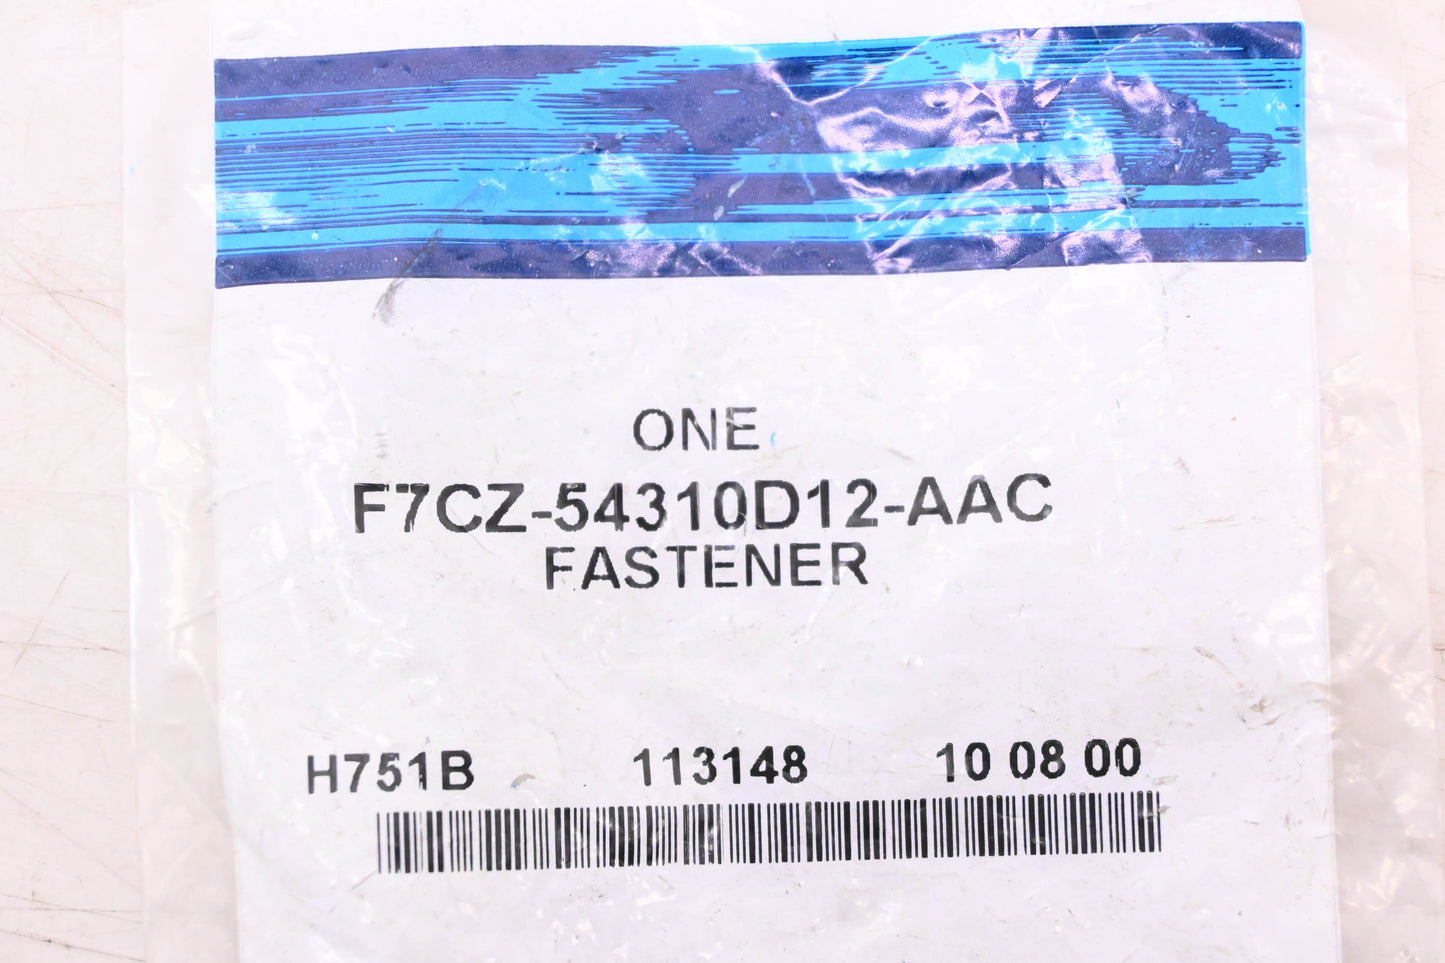 ONE
F7CZ-54310D12-AAC
FASTENER
H751B 113148 10 08 00